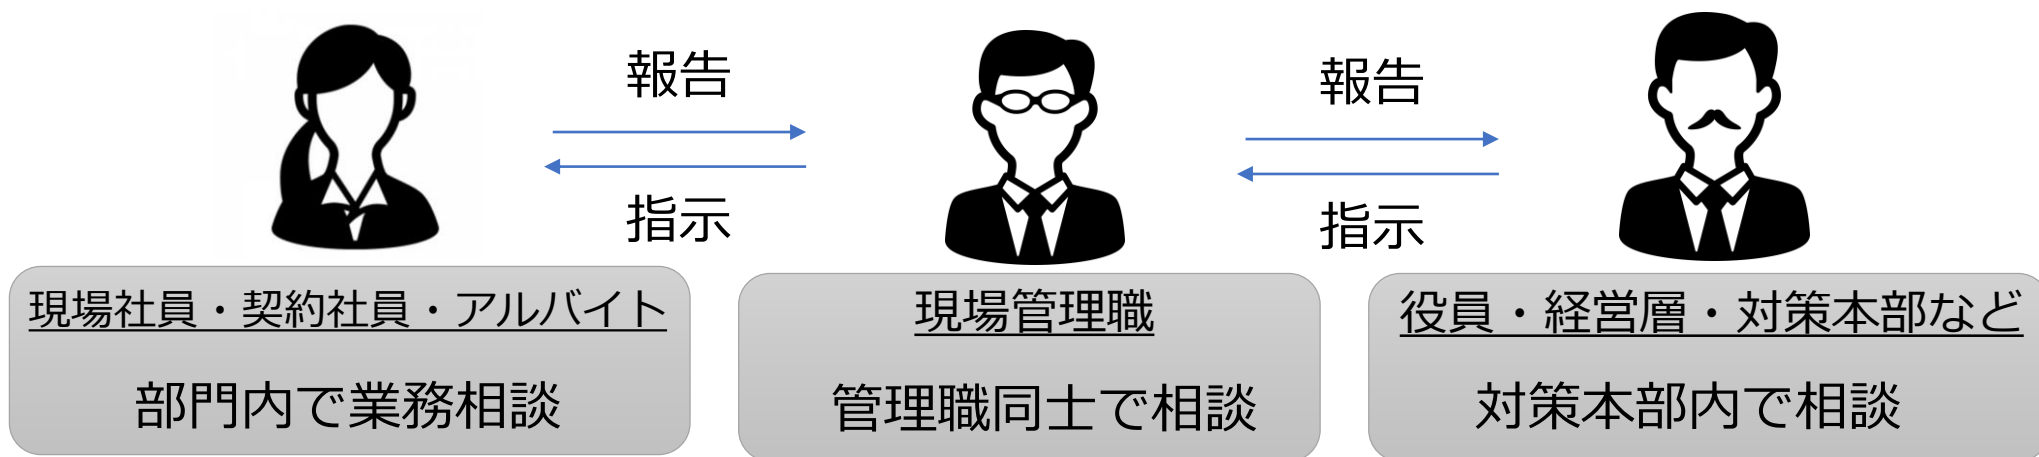 報告
指示
報告
指示
現場社員・契約社員・アルバイト
部門内で業務相談
現場管理職
管理職同士で相談
役員・経営層・対策本部など
対策本部内で相談